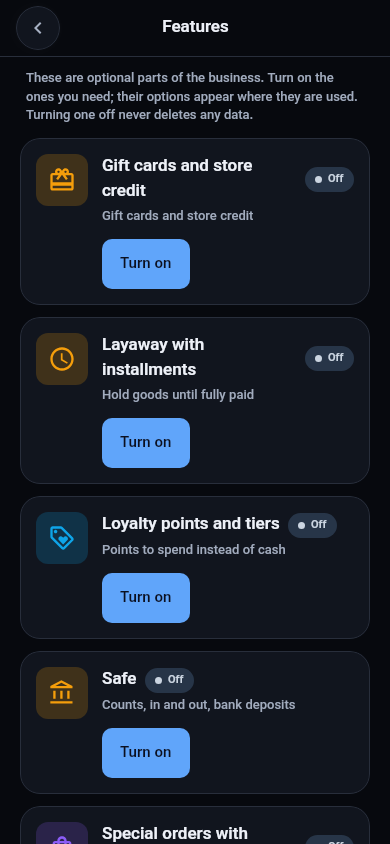 Features
These are optional parts of the business. Turn on the
ones you need; their options appear where they are used.
Turning one off never deletes any data.
Gift cards and store
credit
Off
Gift cards and store credit
Turn on
Layaway with
installments
Off
Hold goods until fully paid
Turn on
Loyalty points and tiers
Off
Points to spend instead of cash
Turn on
Safe
Off
Counts, in and out, bank deposits
Turn on
Special orders with